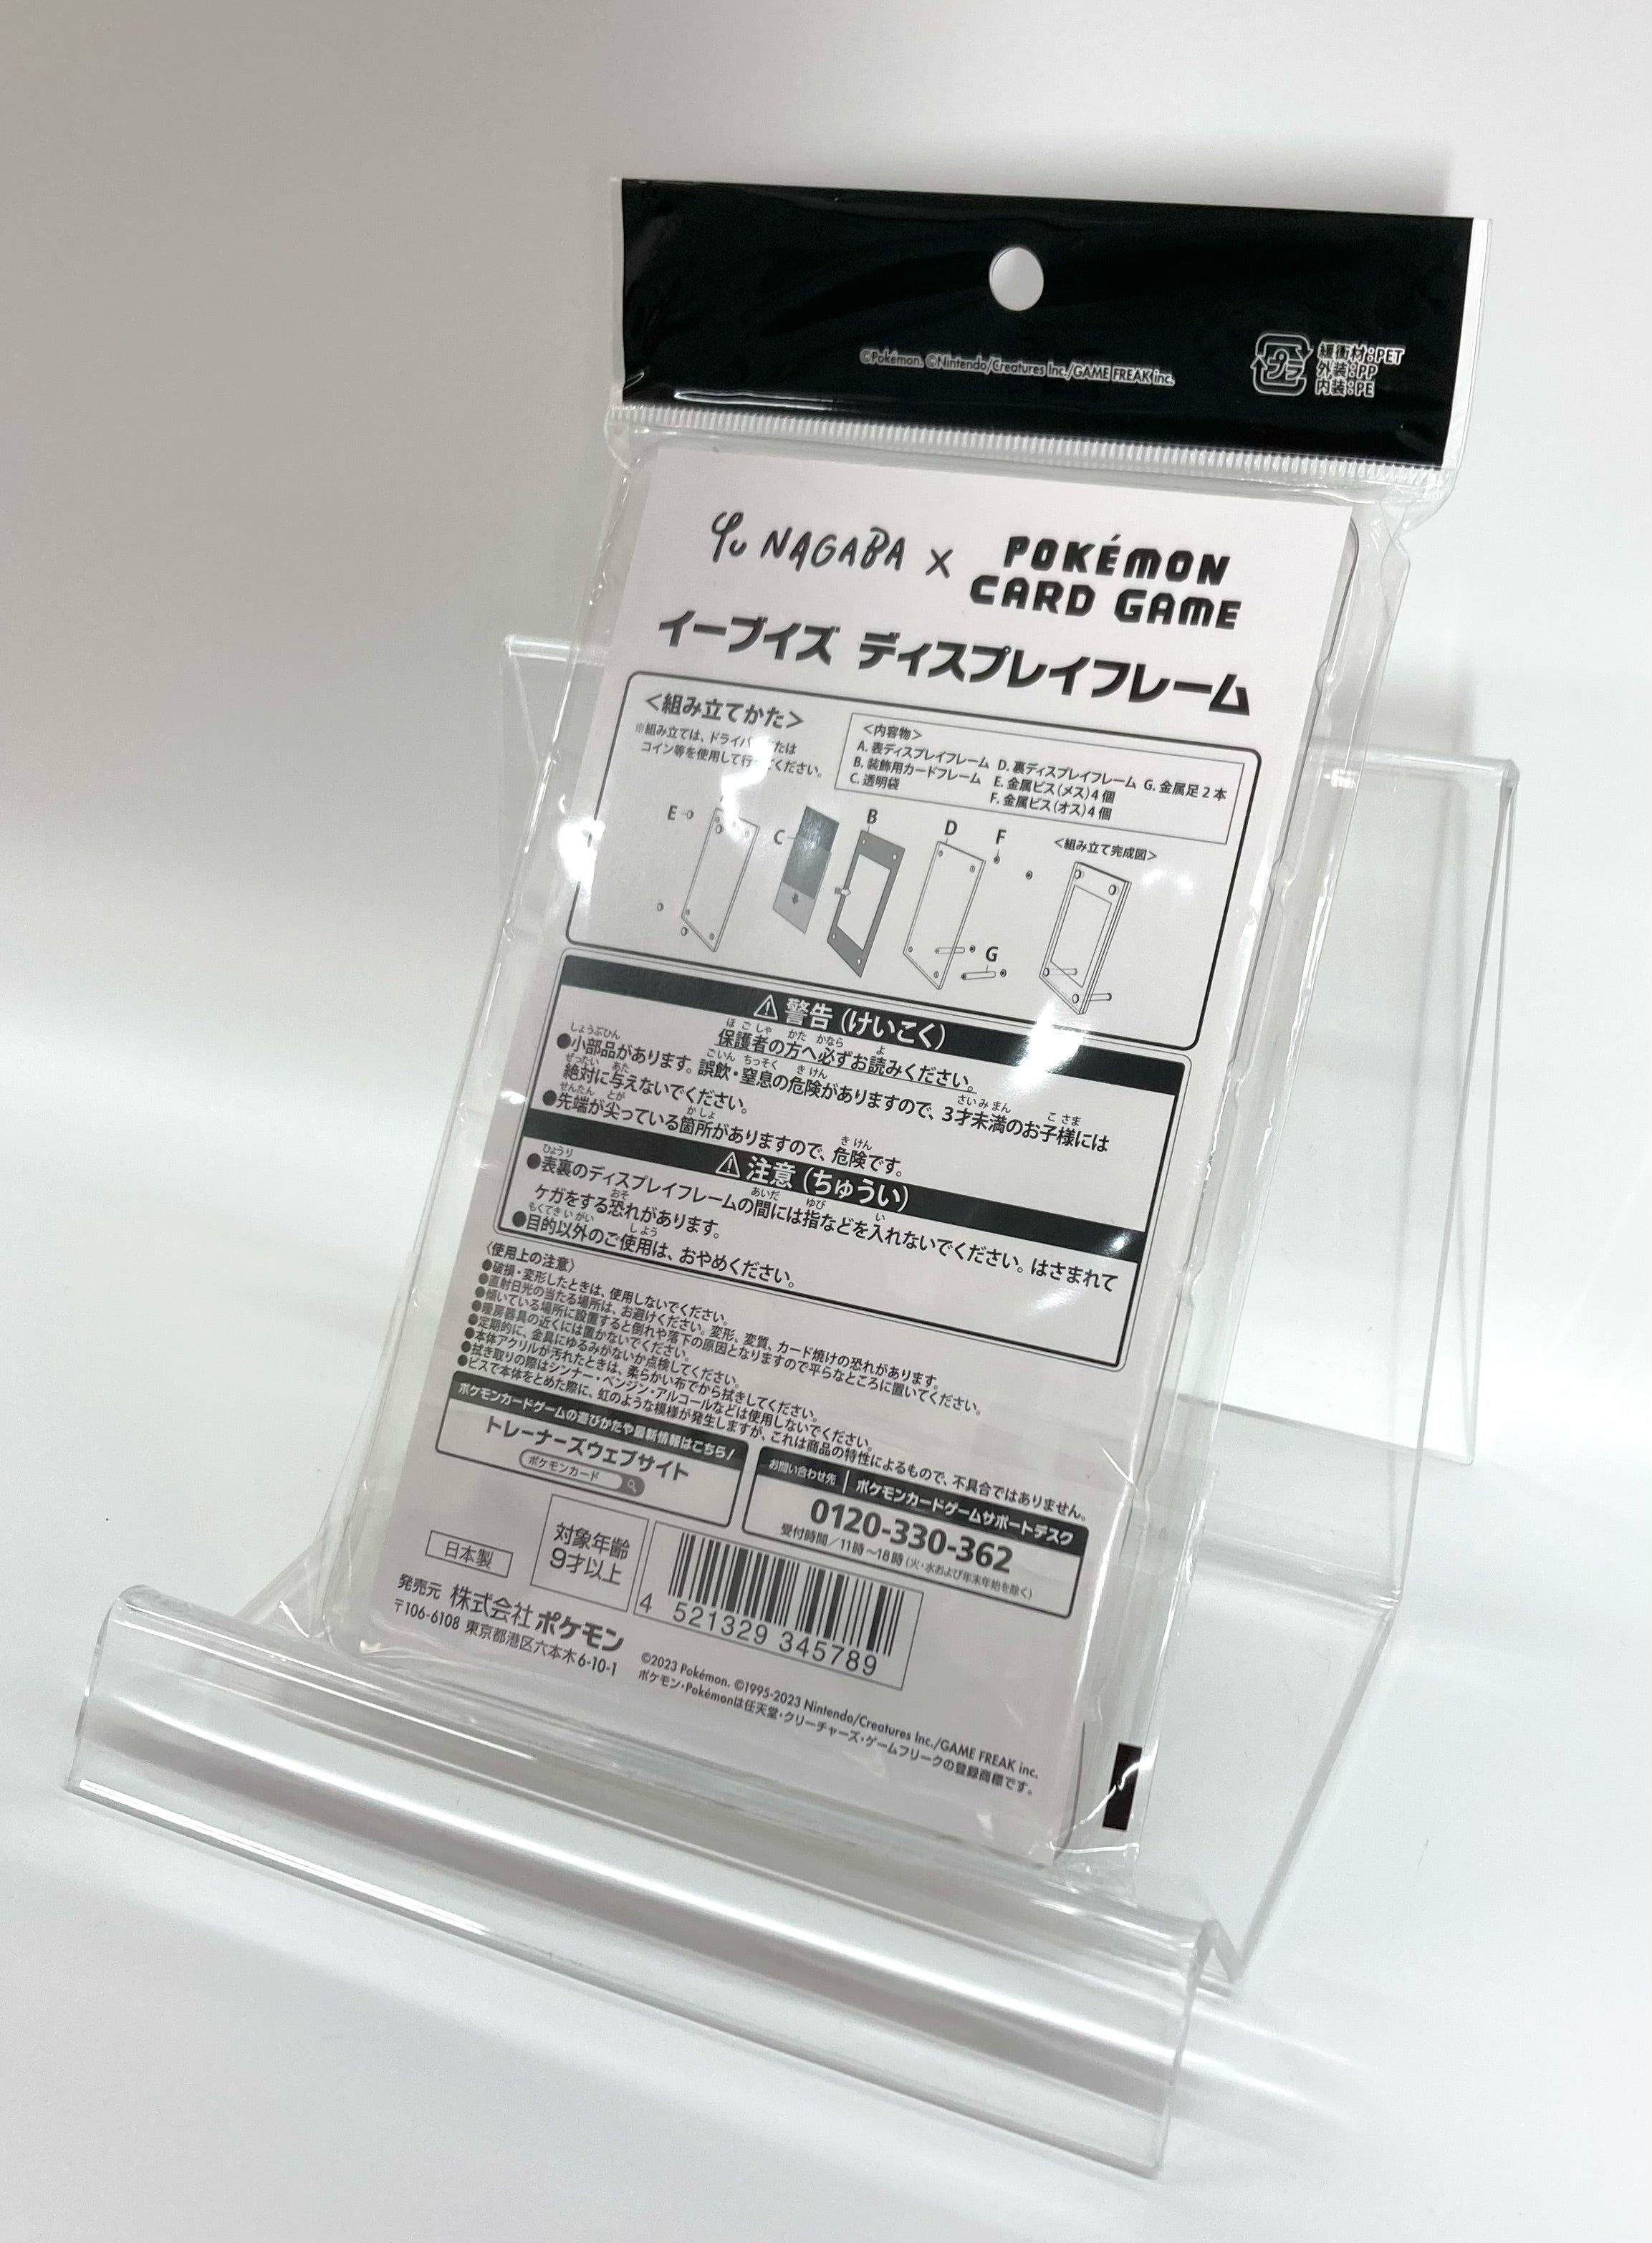 ©Pokémon. ©Nintendo/Creatures Inc./GAME FREAK inc.
プラ
緩衝材:PET
外装:PP
内装:PE
Yu NAGABA × POKÉMON CARD GAME
イーブイズ ディスプレイフレーム
<組み立てかた>
※組み立ては、ドライバーまたは
コイン等を使用して行ってください。
<内容物>
A. 表ディスプレイフレーム D. 裏ディスプレイフレーム G. 金属足2本
B. 装飾用カードフレーム E. 金属ビス(メス)4個
C. 透明袋 F. 金属ビス(オス)4個
E C B D F
<組み立て完成図>
G
⚠警告(けいこく)
保護者の方へ必ずお読みください。
●小部品があります。誤飲・窒息の危険がありますので、3才未満のお子様には
絶対に与えないでください。
●先端が尖っている箇所がありますので、危険です。
⚠注意(ちゅうい)
●表裏のディスプレイフレームの間には指などを入れないでください。はさまれて
ケガをする恐れがあります。
●目的以外のご使用は、おやめください。
〈使用上の注意〉
●破損・変形したときは、使用しないでください。
●直射日光の当たる場所は、お避けください。変形、変質、カード焼けの恐れがあります。
●傾いている場所に設置すると倒れや落下の原因となりますので平らなところに置いてください。
●暖房器具の近くには置かないでください。
●定期的に、金具にゆるみがないか点検してください。
●本体アクリルが汚れたときは、柔らかい布でから拭きしてください。
●拭き取りの際はシンナー・ベンジン・アルコールなどは使用しないでください。
●ビスで本体をとめた際に、虹のような模様が発生しますが、これは商品の特性によるもので、不具合ではありません。
ポケモンカードゲームの遊びかたや最新情報はこちら!
トレーナーズウェブサイト
ポケモンカード
お問い合わせ先 | ポケモンカードゲームサポートデスク
0120-330-362
受付時間/11時~18時(火・水および年末年始を除く)
日本製
対象年齢
9才以上
4 521329 345789
発売元 株式会社ポケモン
〒106-6108 東京都港区六本木6-10-1
©2023 Pokémon. ©1995-2023 Nintendo/Creatures Inc./GAME FREAK inc.
ポケモン・Pokémonは任天堂・クリーチャーズ・ゲームフリークの登録商標です。